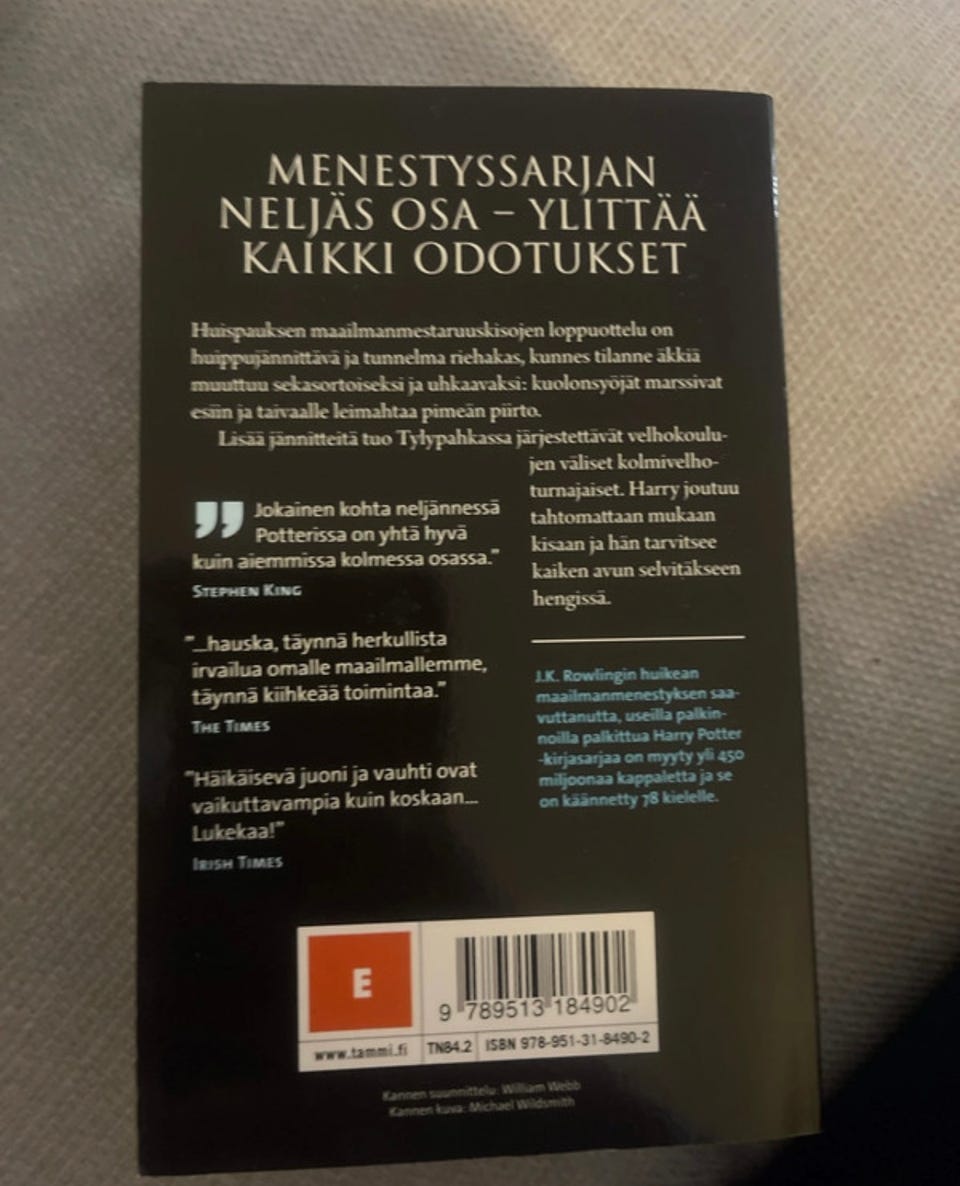 MENESTYSSARJAN
NELJÄS OSA – YLITTÄÄ
KAIKKI ODOTUKSET
Huispauksen maailmanmestaruuskisojen loppuottelu on
huippujännittävä ja tunnelma riehakas, kunnes tilanne äkkiä
muuttuu sekasortoiseksi ja uhkaavaksi: kuolonsyöjät marssivat
esiin ja taivaalle leimahtaa pimeän piirto.
Lisää jännitteitä tuo Tylypahkassa järjestettävät velhokoulu-
jen väliset kolmivelho-
turnajaiset. Harry joutuu
tahtomattaan mukaan
kisaan ja hän tarvitsee
kaiken avun selvitäkseen
hengissä.
” Jokainen kohta neljännessä
Potterissa on yhtä hyvä
kuin aiemmissa kolmessa osassa.”
STEPHEN KING
”...hauska, täynnä herkullista
irvailua omalle maailmallemme,
täynnä kiihkeää toimintaa.”
THE TIMES
”Häikäisevä juoni ja vauhti ovat
vaikuttavampia kuin koskaan...
Lukekaa!”
IRISH TIMES
J.K. Rowlingin huikean
maailmanmenestyksen saa-
vuttanutta, useilla palkin-
noilla palkittua Harry Potter
-kirjasarjaa on myyty yli 450
miljoonaa kappaletta ja se
on käännetty 78 kielelle.
E
9 789513 184902
www.tammi.fi
TN84.2
ISBN 978-951-31-8490-2
Kannen suunnittelu: William Webb
Kannen kuva: Michael Wildsmith